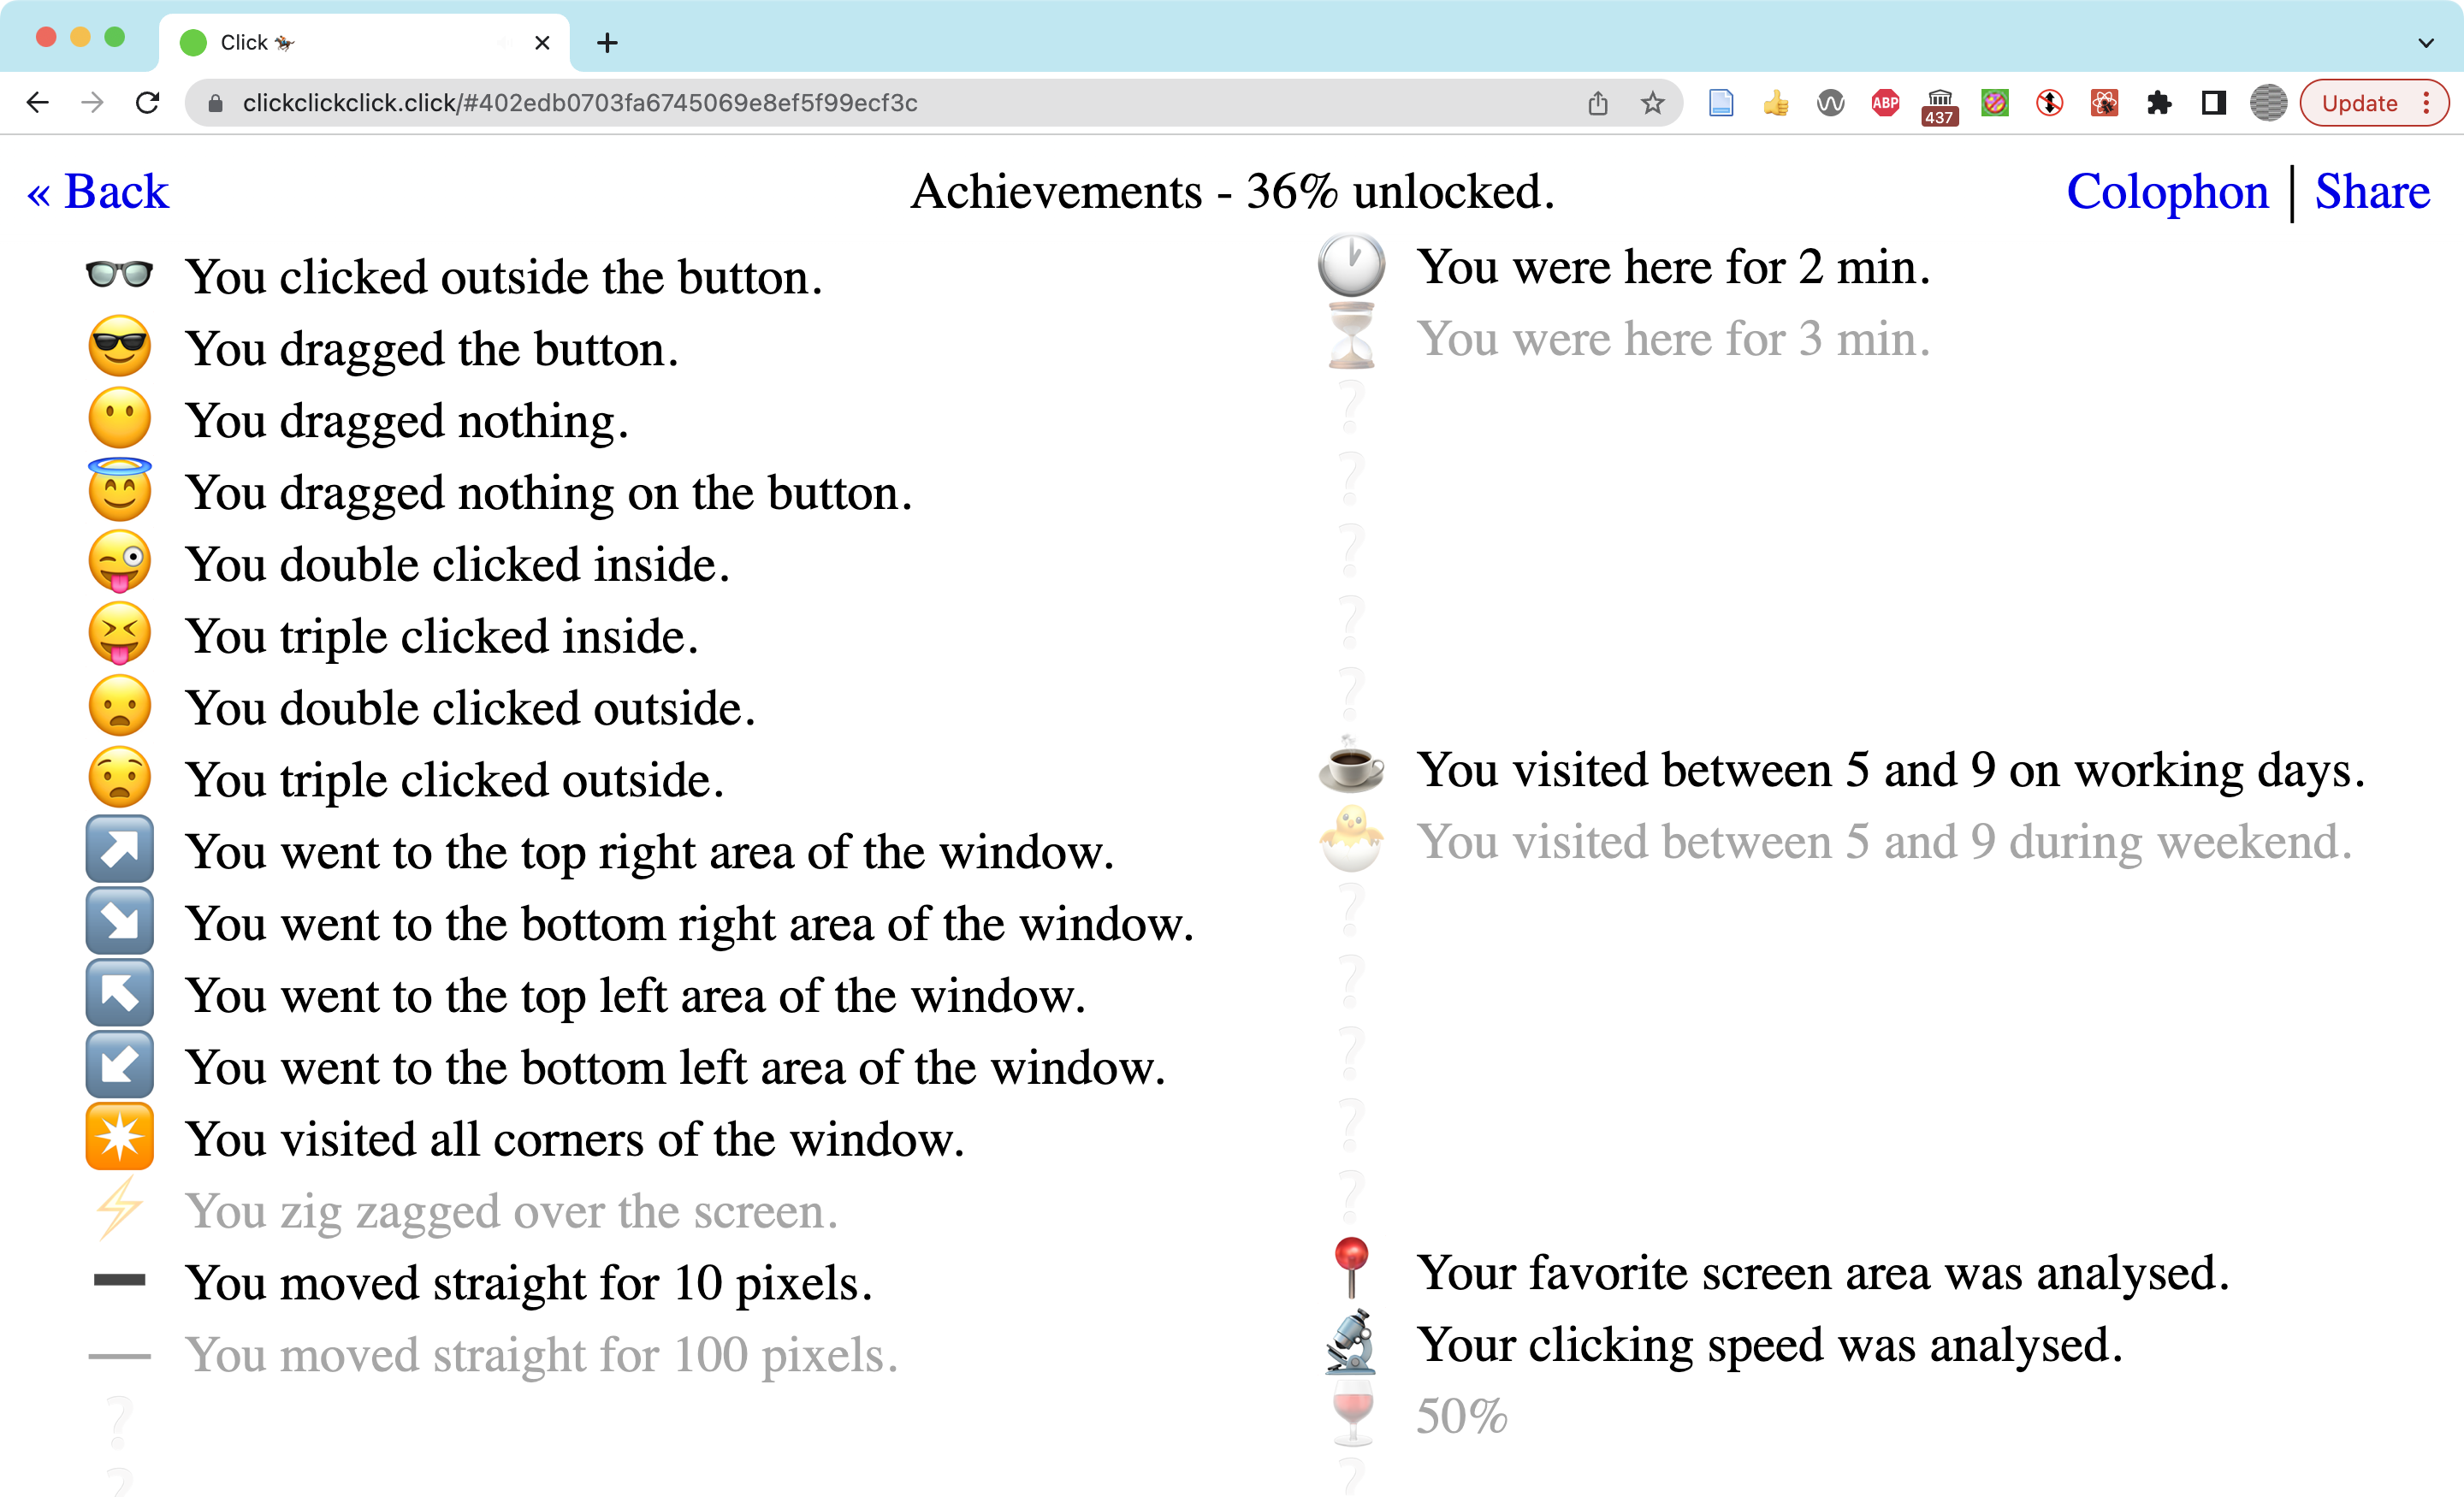 Click 🏇
clickclickclick.click/#402edb0703fa6745069e8ef5f99ecf3c
ABP
437
Update
« Back
Achievements - 36% unlocked.
Colophon | Share
You clicked outside the button.
You dragged the button.
You dragged nothing.
You dragged nothing on the button.
You double clicked inside.
You triple clicked inside.
You double clicked outside.
You triple clicked outside.
You went to the top right area of the window.
You went to the bottom right area of the window.
You went to the top left area of the window.
You went to the bottom left area of the window.
You visited all corners of the window.
You zig zagged over the screen.
You moved straight for 10 pixels.
You moved straight for 100 pixels.
?
?
You were here for 2 min.
You were here for 3 min.
?
?
?
?
?
You visited between 5 and 9 on working days.
You visited between 5 and 9 during weekend.
?
?
?
?
?
Your favorite screen area was analysed.
Your clicking speed was analysed.
50%
?